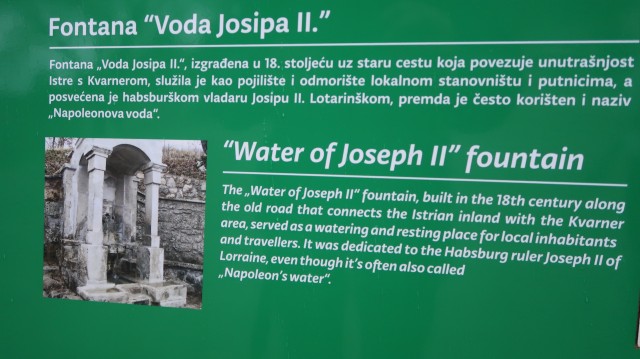 Fontana “Voda Josipa II.”
Fontana „Voda Josipa II.“, izgrađena u 18. stoljeću uz staru cestu koja povezuje unutrašnjost
Istre s Kvarnerom, služila je kao pojilište i odmorište lokalnom stanovništvu i putnicima, a
posvećena je habsburškom vladaru Josipu II. Lotarinškom, premda je često korišten i naziv
„Napoleonova voda“.
“Water of Joseph II” fountain
The „Water of Joseph II“ fountain, built in the 18th century along
the old road that connects the Istrian inland with the Kvarner
area, served as a watering and resting place for local inhabitants
and travellers. It was dedicated to the Habsburg ruler Joseph II of
Lorraine, even though it’s often also called
„Napoleon’s water“.